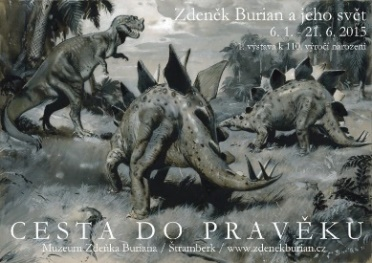 Zdeněk Burian a jeho svět
6. 1. - 21. 6. 2015
1. výstava k 110. výročí narození
CESTA DO PRAVĚKU
Muzeum Zdeňka Buriana / Štramberk / www.zdenekburian.cz